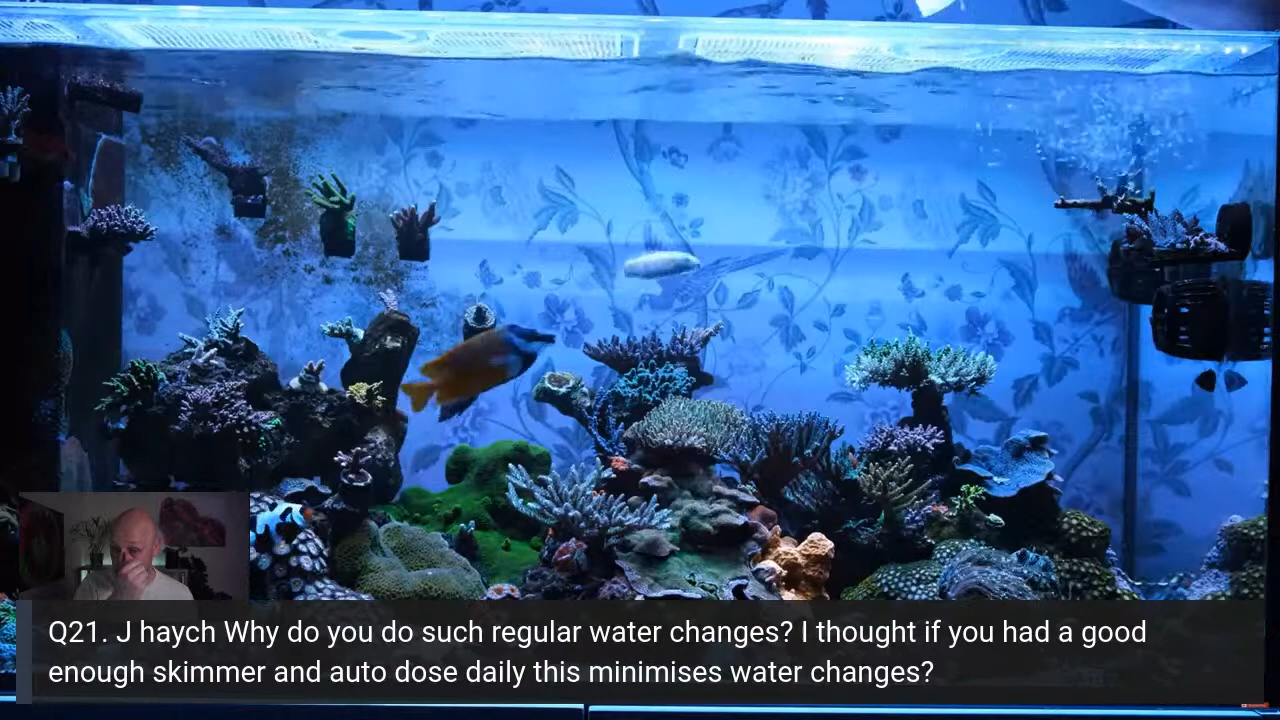 Q21. J haych Why do you do such regular water changes? I thought if you had a good
enough skimmer and auto dose daily this minimises water changes?